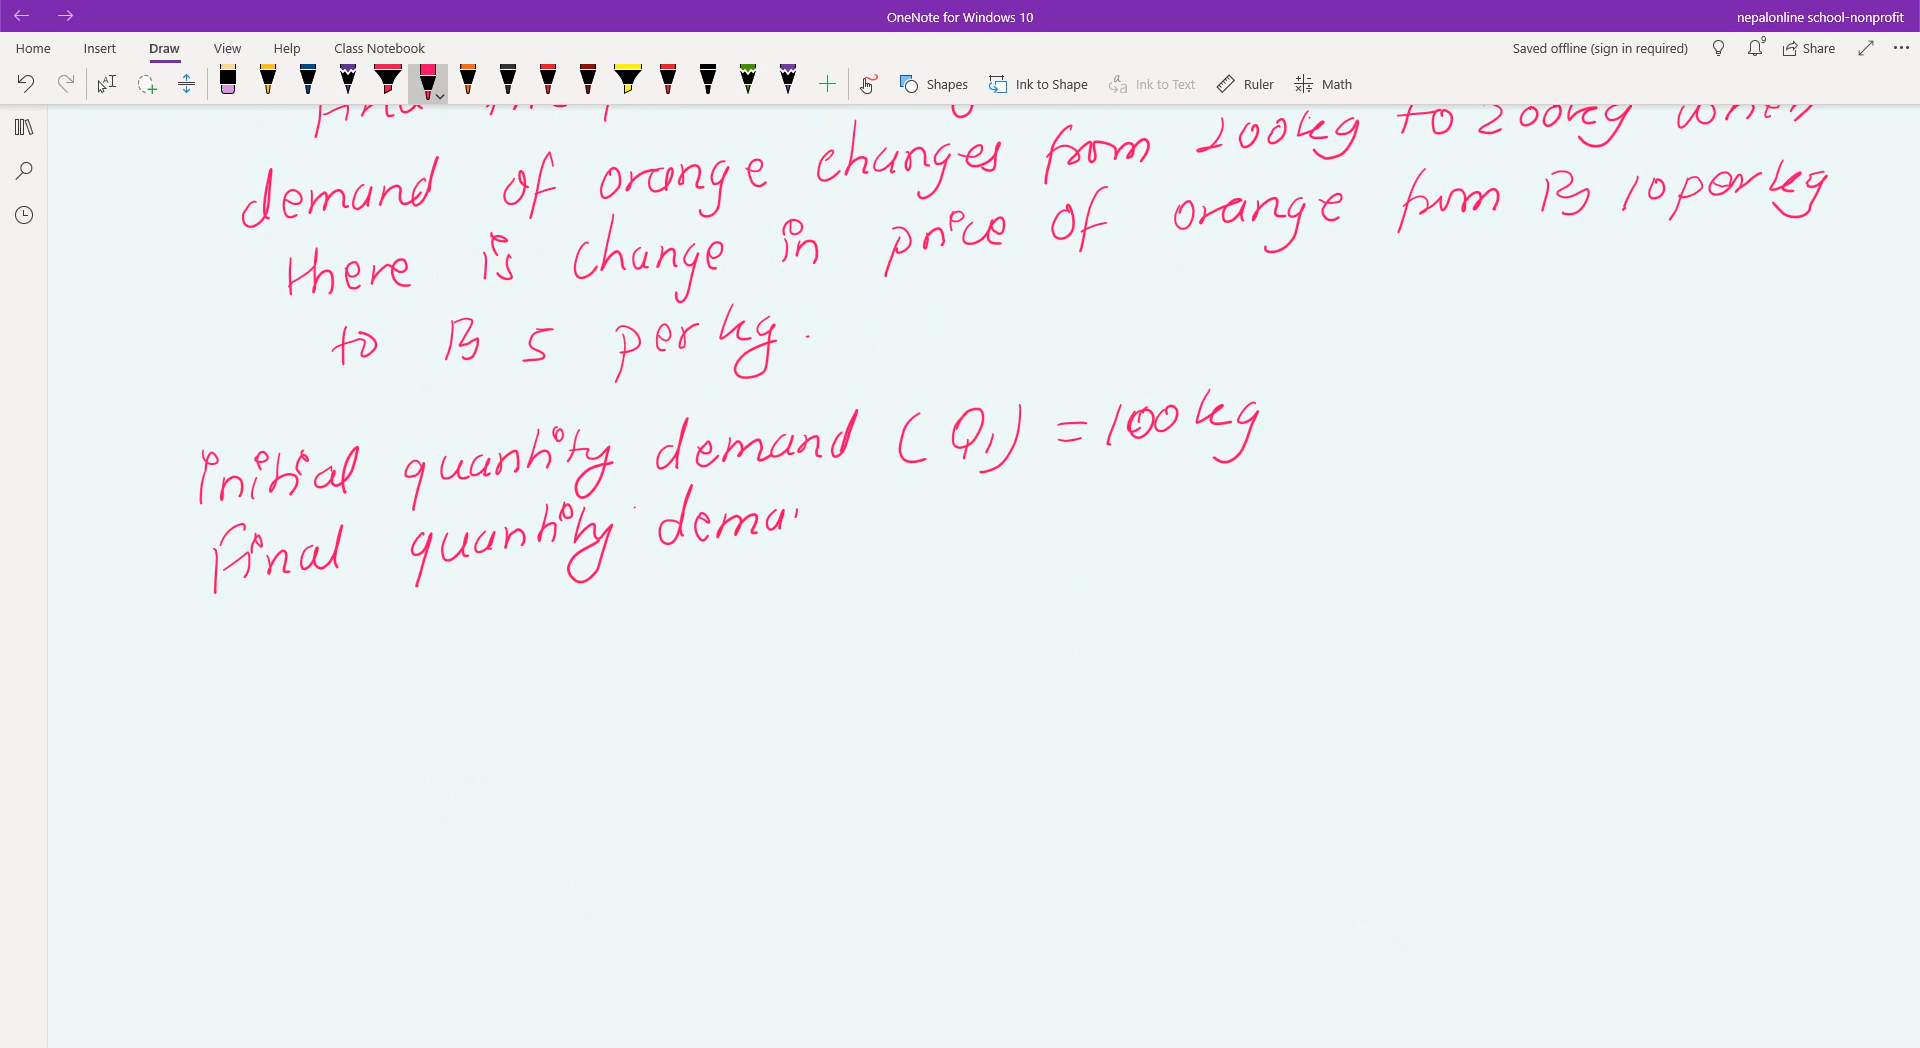 OneNote for Windows 10
nepalonline school-nonprofit
Home Insert Draw View Help Class Notebook
Saved offline (sign in required)
9
Share
Shapes Ink to Shape Ink to Text Ruler Math
demand of orange changes from 100kg to 200kg when
there is change in price of orange from Rs 10 per kg
to Rs 5 per kg.
initial quantity demand (Q1) = 100 kg
Final quantity dema